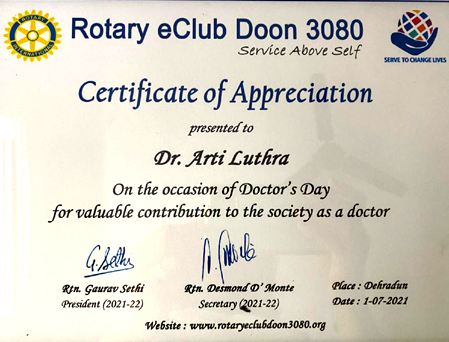 Rotary eClub Doon 3080
Service Above Self
ROTARY
INTERNATIONAL
SERVE TO CHANGE LIVES
Certificate of Appreciation
presented to
Dr. Arti Luthra
On the occasion of Doctor's Day
for valuable contribution to the society as a doctor
G. Sethi
Rtn. Gaurav Sethi
President (2021-22)
Rtn. Desmond D' Monte
Secretary (2021-22)
Place : Dehradun
Date : 1-07-2021
Website : www.rotaryeclubdoon3080.org